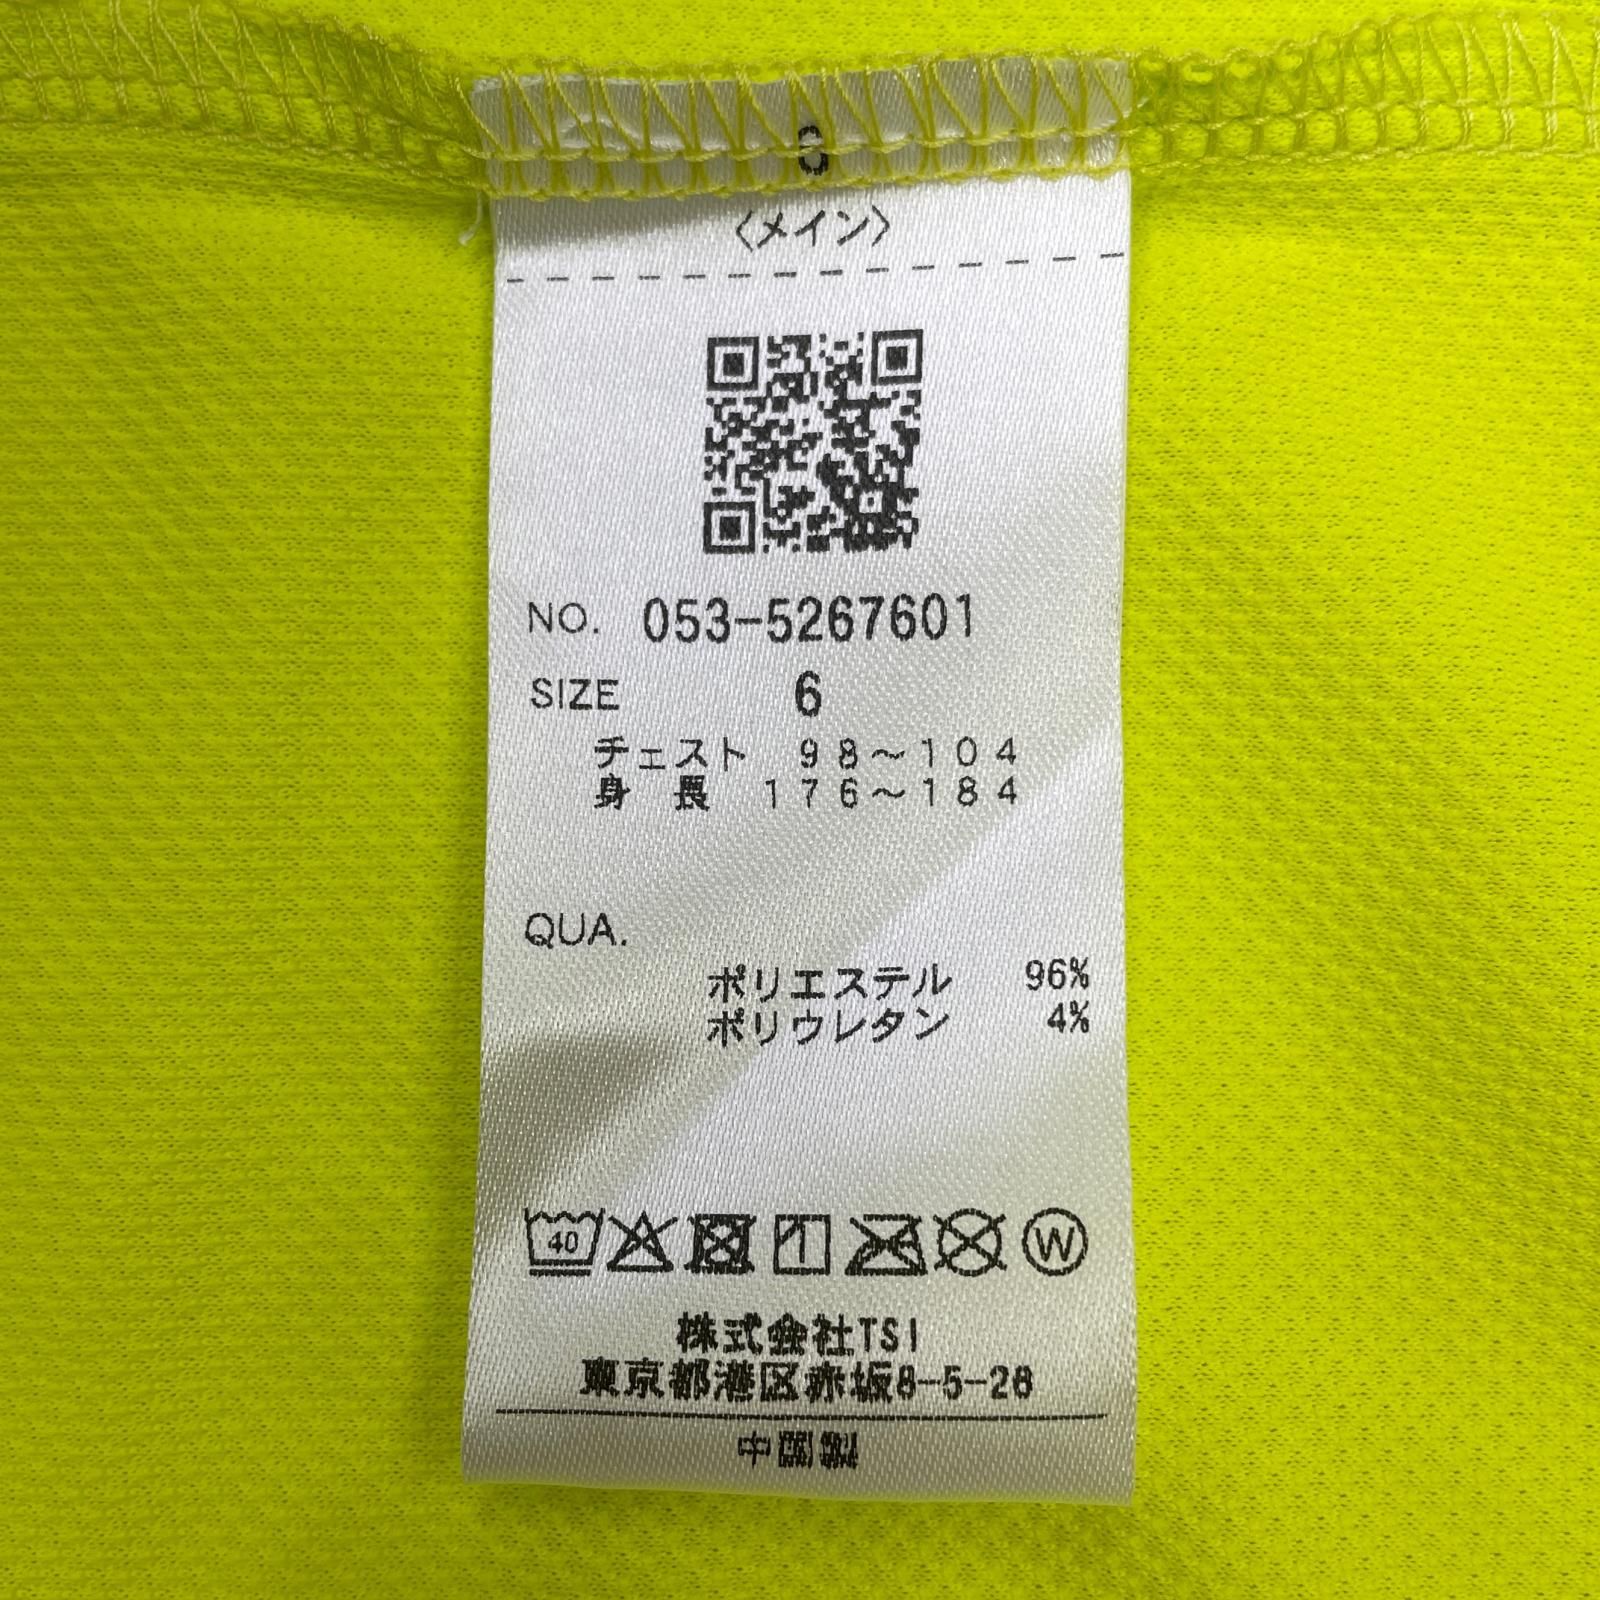 6
〈メイン〉
NO. 053-5267601
SIZE 6
チェスト 98～104
身長 176～184
QUA.
ポリエステル 96%
ポリウレタン 4%
40
W
株式会社TSI
東京都港区赤坂8-5-26
中国製